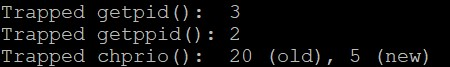 Trapped getpid():  3
Trapped getppid(): 2
Trapped chprio():  20 (old), 5 (new)